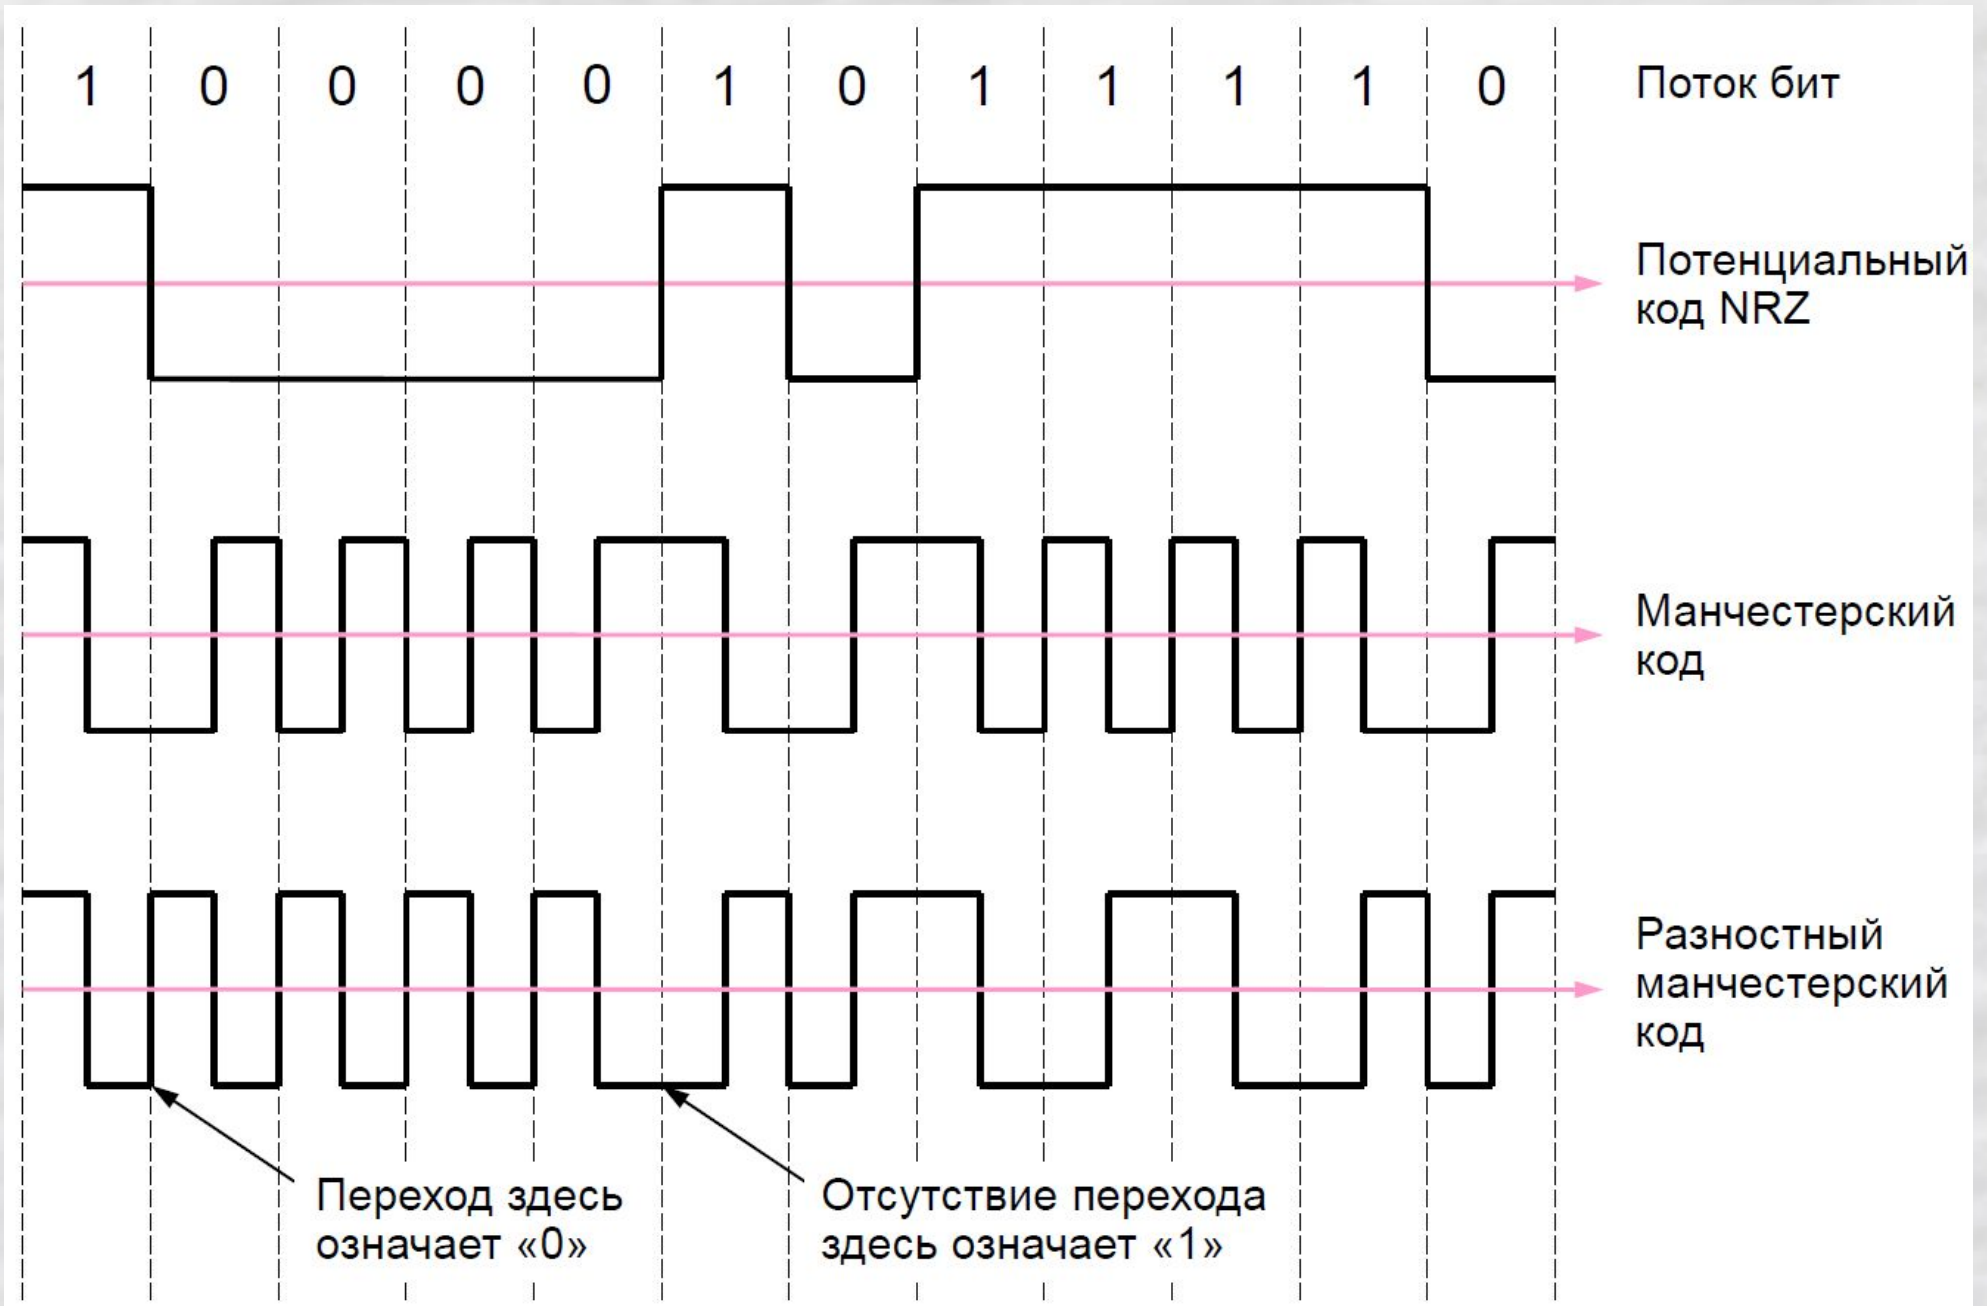 1 0 0 0 0 1 0 1 1 1 1 0 Поток бит
Потенциальный
код NRZ
Манчестерский
код
Разностный
манчестерский
код
Переход здесь
означает «0»
Отсутствие перехода
здесь означает «1»